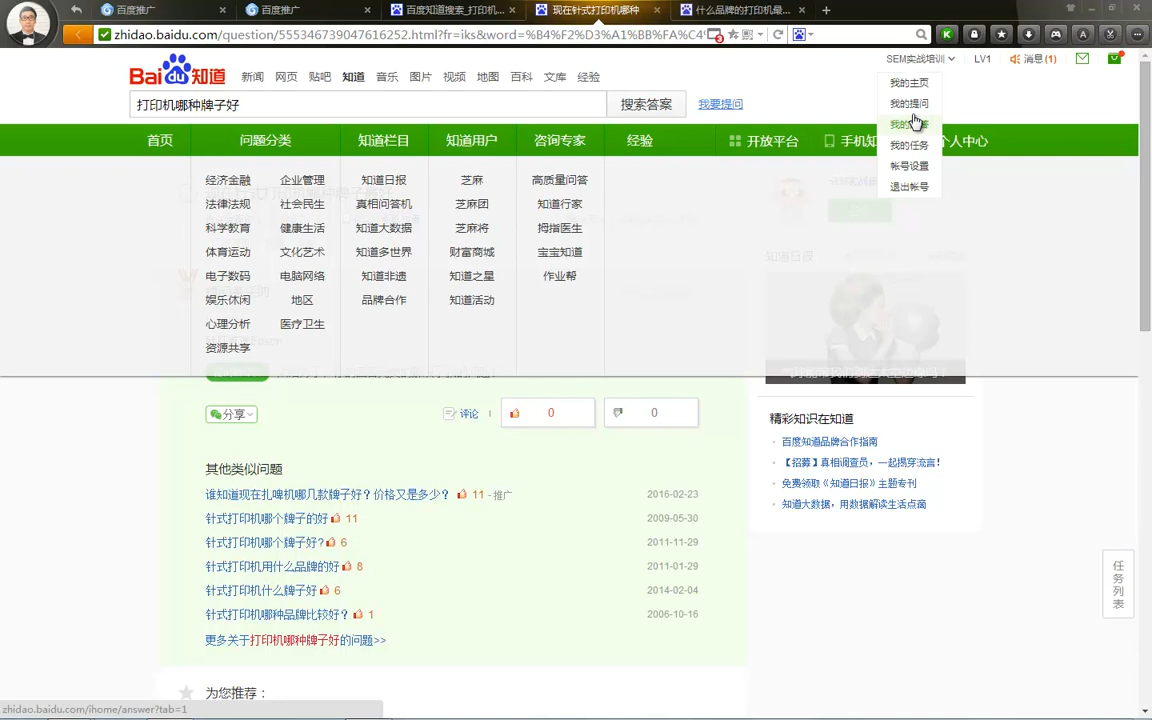 百度推广
百度推广
百度知道搜索_打印机...
现在针式打印机哪种
什么品牌的打印机最...
zhidao.baidu.com/question/555346739047616252.html?fr=iks&word=%B4%F2%D3%A1%BB%FA%C4
SEM实战培训 LV1 消息(1)
Baidu知道 新闻 网页 贴吧 知道 音乐 图片 视频 地图 百科 文库 经验
打印机哪种牌子好 搜索答案 我要提问
我的主页
我的提问
我的任务
帐号设置
退出帐号
首页 问题分类 知道栏目 知道用户 咨询专家 经验 开放平台 手机知 个人中心
经济金融 企业管理 知道日报 芝麻 高质量问答
法律法规 社会民生 真相问答机 芝麻团 知道行家
科学教育 健康生活 知道大数据 芝麻将 拇指医生
体育运动 文化艺术 知道多世界 财富商城 宝宝知道
电子数码 电脑网络 知道非遗 知道之星 作业帮
娱乐休闲 地区 品牌合作 知道活动
心理分析 医疗卫生
资源共享
知道日报
分享 评论 0 0
其他类似问题
谁知道现在扎啤机哪几款牌子好？价格又是多少？ 11 - 推广 2016-02-23
针式打印机哪个牌子的好 11 2009-05-30
针式打印机哪个牌子好? 6 2011-11-29
针式打印机用什么品牌的好 8 2011-01-29
针式打印机什么牌子好 6 2014-02-04
针式打印机哪种品牌比较好？ 1 2006-10-16
更多关于打印机哪种牌子好的问题>>
为您推荐：
精彩知识在知道
百度知道品牌合作指南
【招募】真相调查员，一起揭穿流言！
免费领取《知道日报》主题专刊
知道大数据，用数据解读生活点滴
任务列表
zhidao.baidu.com/ihome/answer?tab=1